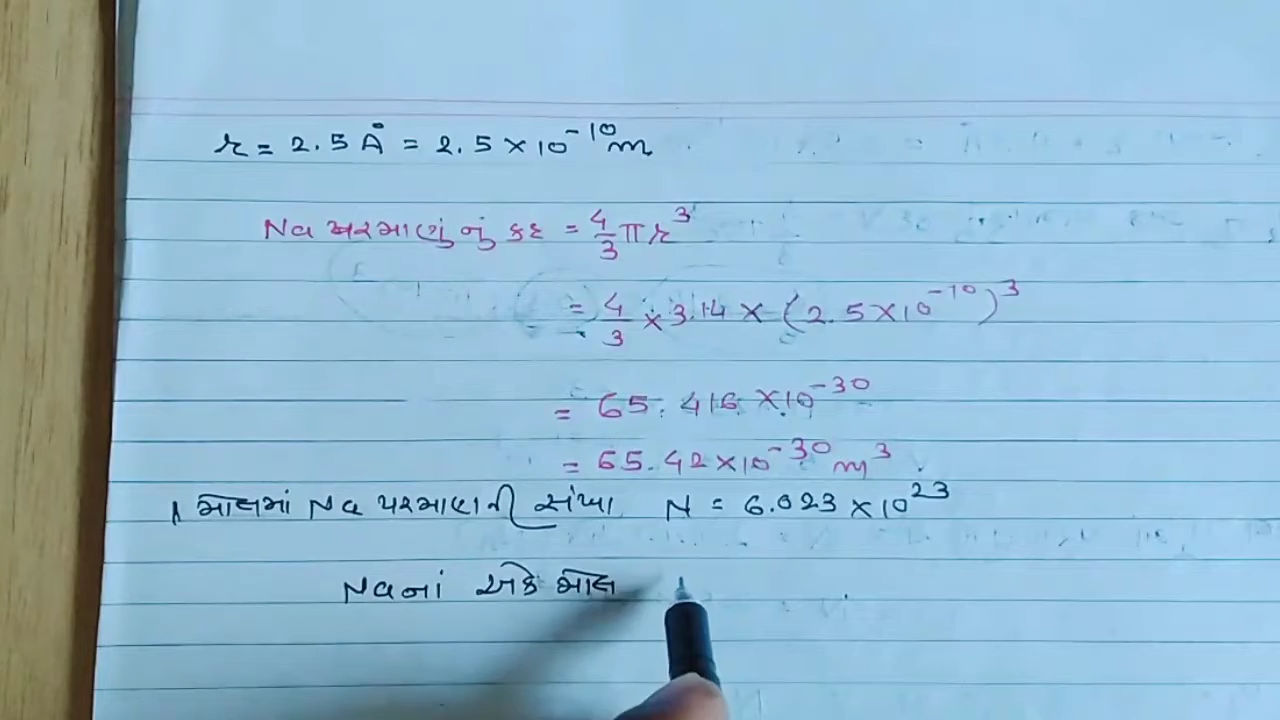 r = 2.5 Å = 2.5 × 10⁻¹⁰ m
Na પરમાણુંનું કદ = 4/3 π r³
= 4/3 × 3.14 × (2.5 × 10⁻¹⁰)³
= 65.416 × 10⁻³⁰
= 65.42 × 10⁻³⁰ m³
1 મોલમાં Na પરમાણની સંખ્યા N = 6.023 × 10²³
Naનાં એક મોલ